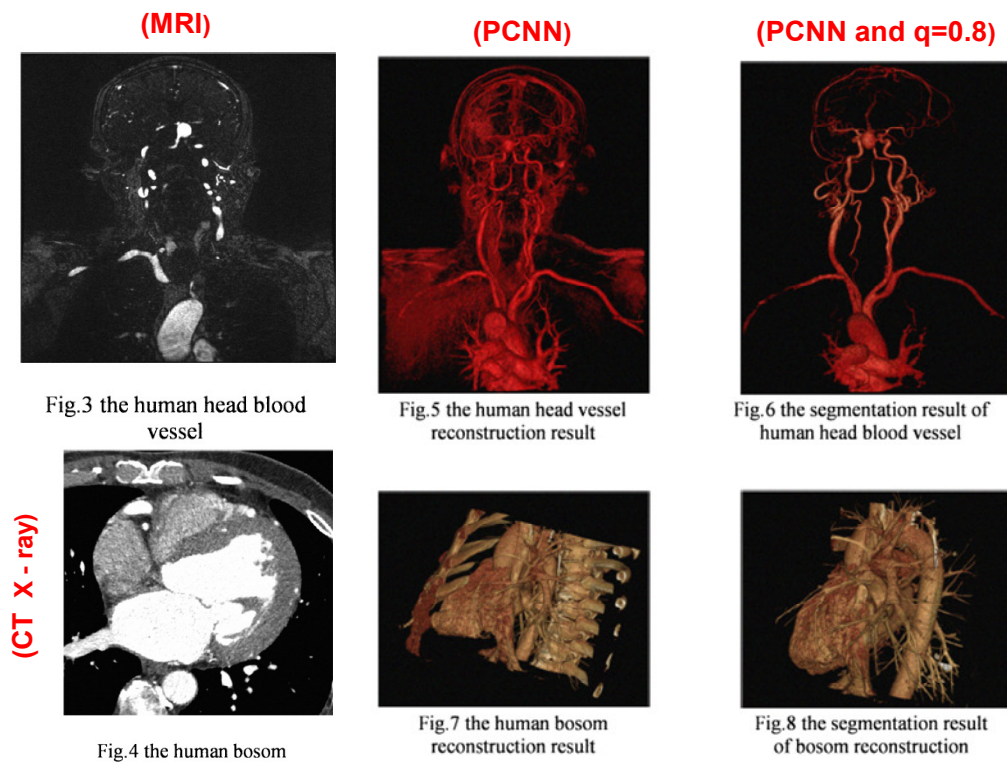 (MRI)
(PCNN)
(PCNN and q=0.8)
Fig.3 the human head blood
vessel
Fig.5 the human head vessel
reconstruction result
Fig.6 the segmentation result of
human head blood vessel
(CT X - ray)
Fig.4 the human bosom
Fig.7 the human bosom
reconstruction result
Fig.8 the segmentation result
of bosom reconstruction